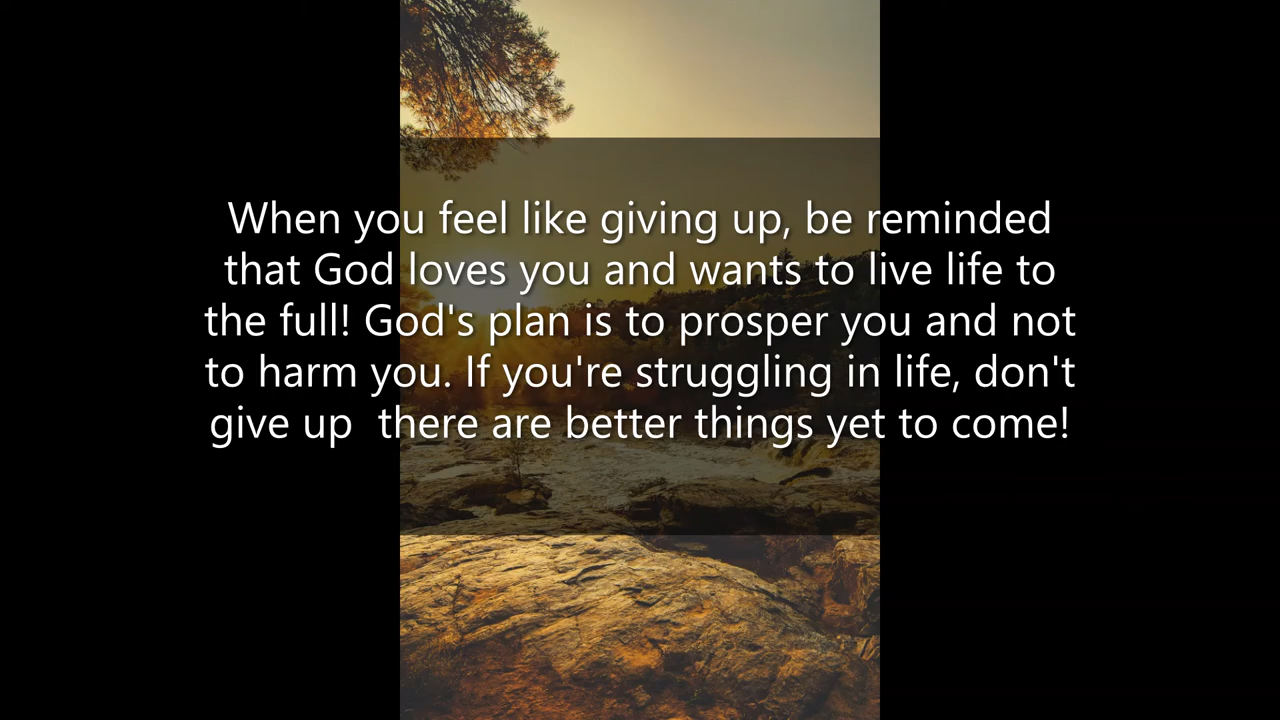 When you feel like giving up, be reminded
that God loves you and wants to live life to
the full! God's plan is to prosper you and not
to harm you. If you're struggling in life, don't
give up  there are better things yet to come!